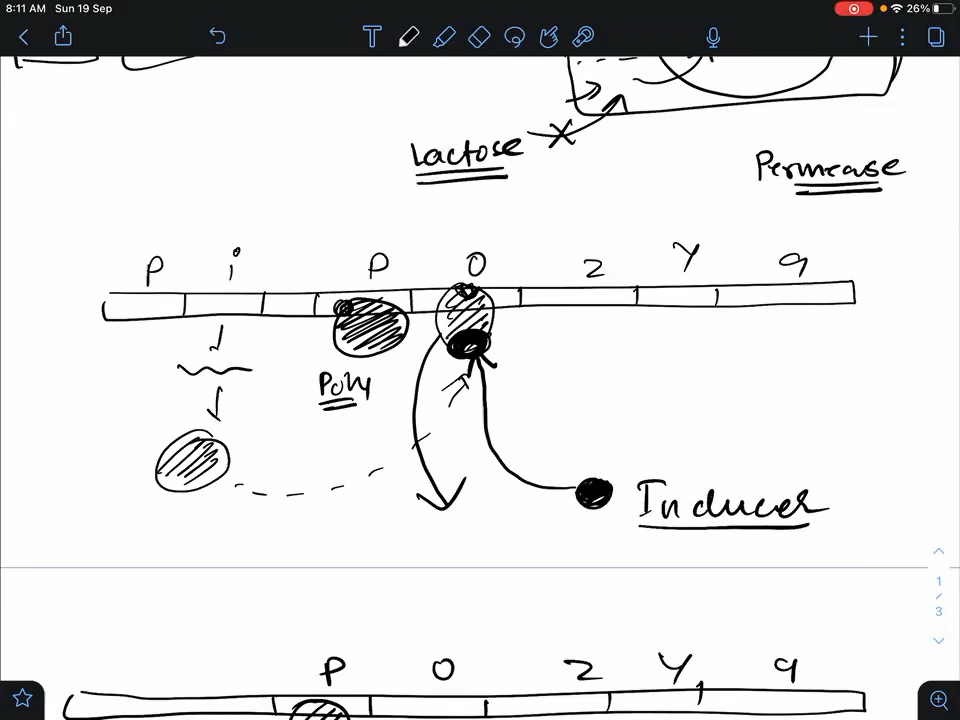 8:11 AM Sun 19 Sep 26%
Lactose
Permease
P i P O Z Y a
Poly
Inducer
1
/
3
P O Z Y a